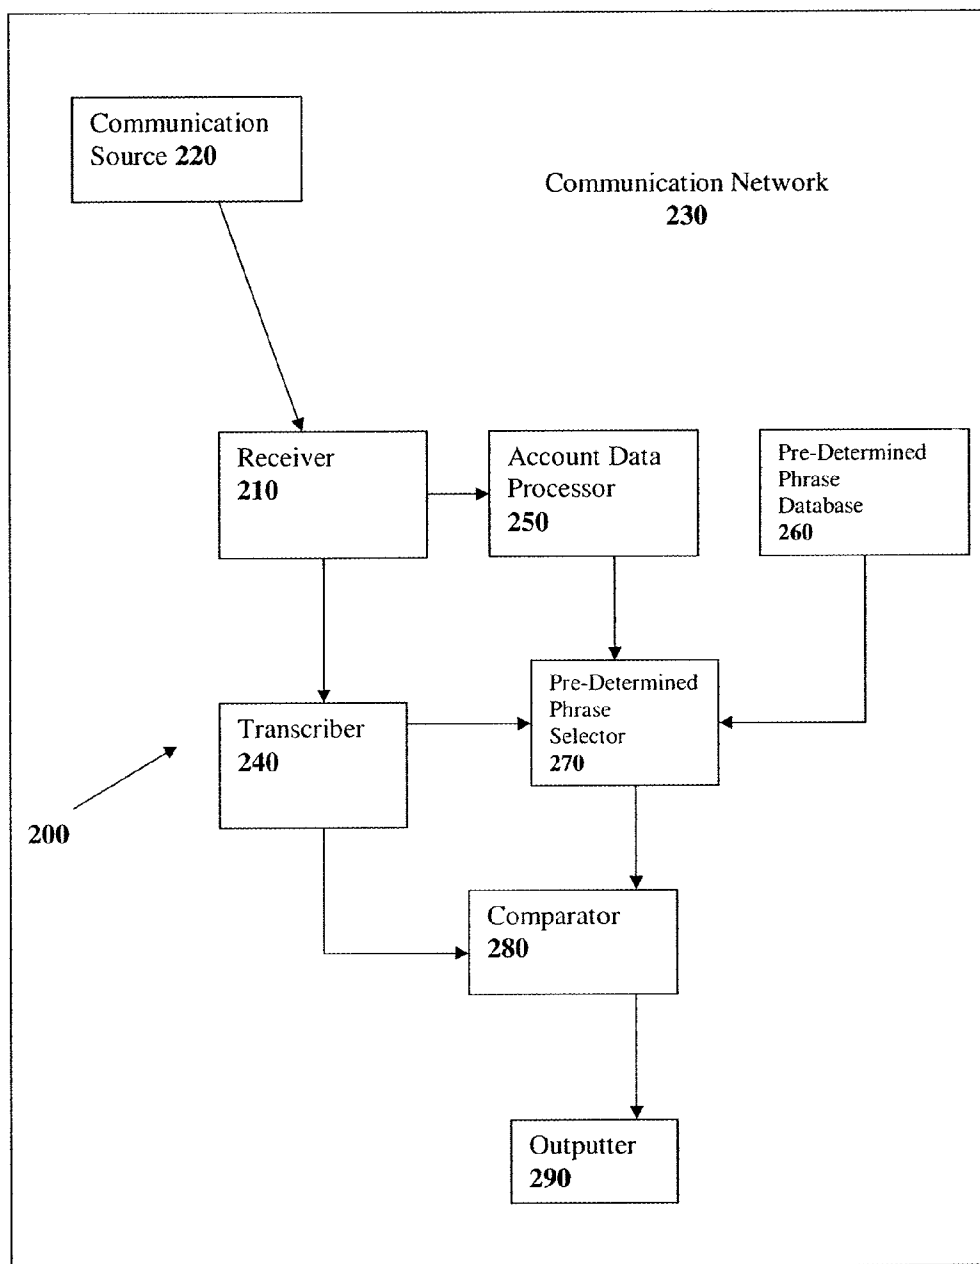 Communication
Source 220
Communication Network
230
Receiver
210
Account Data
Processor
250
Pre-Determined
Phrase
Database
260
Transcriber
240
Pre-Determined
Phrase
Selector
270
200
Comparator
280
Outputter
290